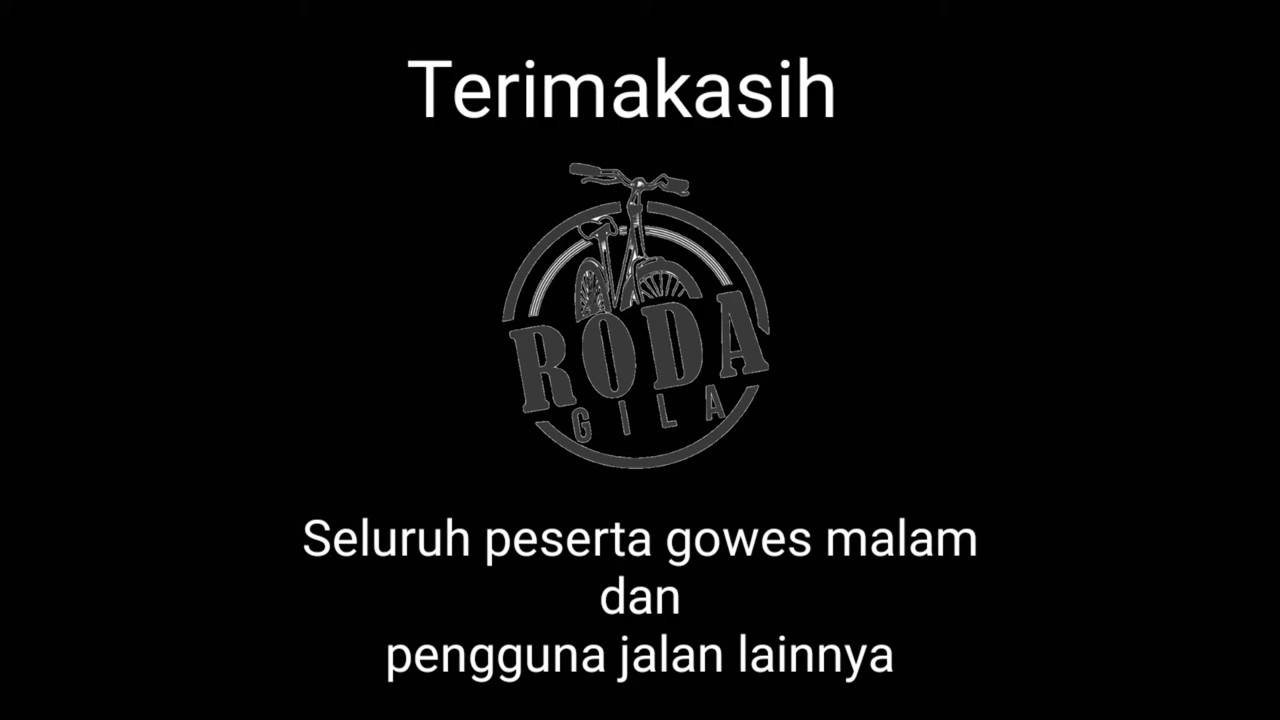 Terimakasih
RODA
GILA
Seluruh peserta gowes malam
dan
pengguna jalan lainnya